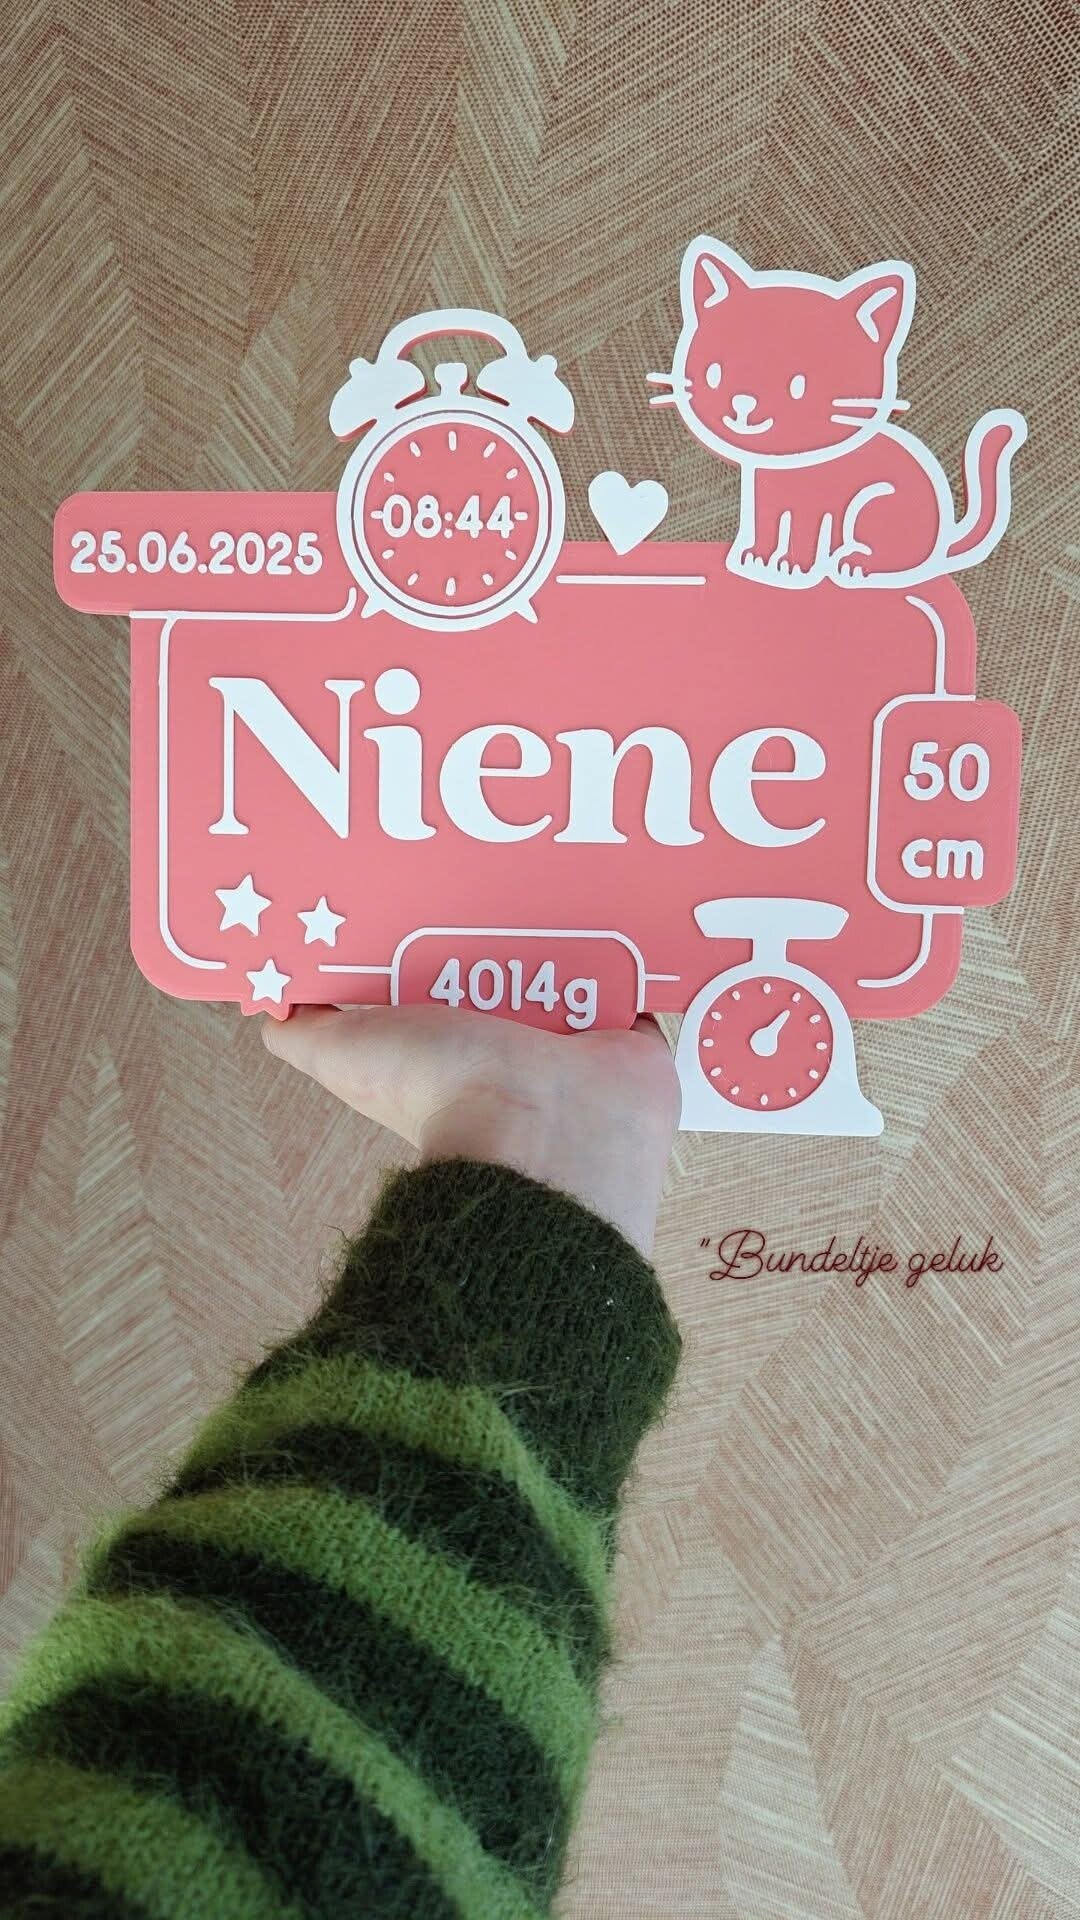 08:44
25.06.2025
Niene
50
cm
4014g
"Bundeltje geluk